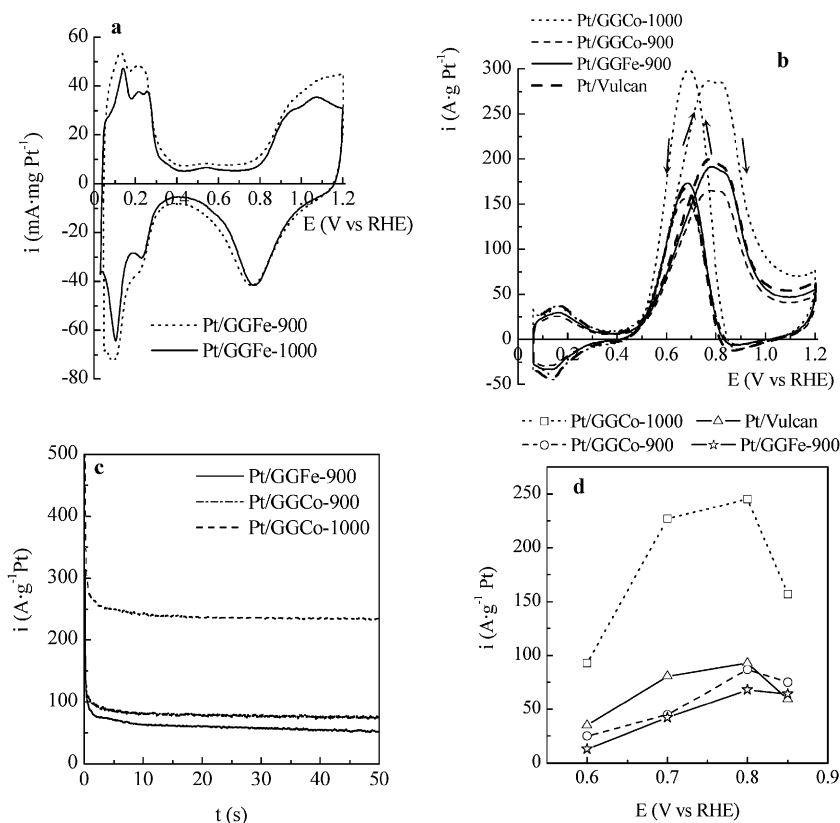 a
60
40
20
0
-20
-40
-60
-80
0 0.2 0.4 0.6 0.8 1.0 1.2
E (V vs RHE)
i (mA·mg Pt⁻¹)
Pt/GGFe-900
Pt/GGFe-1000
Pt/GGCo-1000
Pt/GGCo-900
Pt/GGFe-900
Pt/Vulcan
b
300
250
200
150
100
50
0
-50
0 0.2 0.4 0.6 0.8 1.0 1.2
E (V vs RHE)
i (A·g Pt⁻¹)
c
500
400
300
200
100
0
0 10 20 30 40 50
t (s)
i (A·g⁻¹Pt)
Pt/GGFe-900
Pt/GGCo-900
Pt/GGCo-1000
Pt/GGCo-1000 Pt/Vulcan
Pt/GGCo-900 Pt/GGFe-900
d
250
200
150
100
50
0
0.6 0.7 0.8 0.9
E (V vs RHE)
i (A·g⁻¹ Pt)